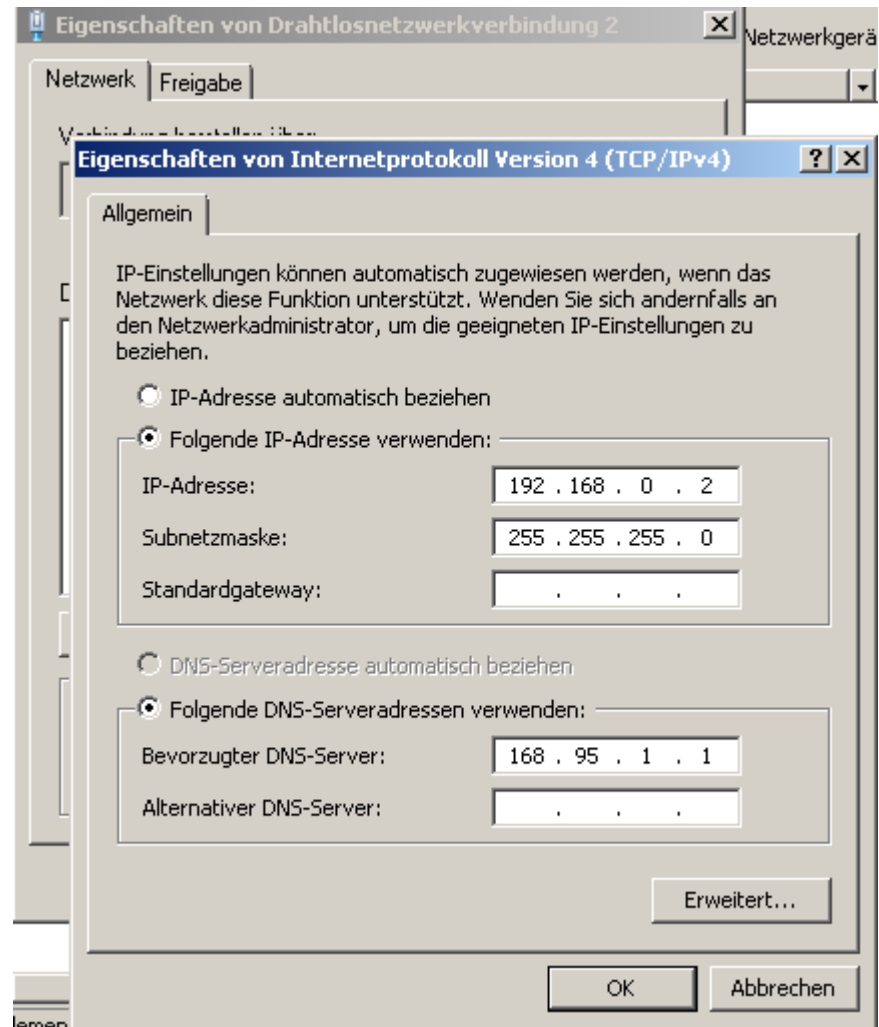 Eigenschaften von Drahtlosnetzwerkverbindung 2
Netzwerk Freigabe
Eigenschaften von Internetprotokoll Version 4 (TCP/IPv4)
Allgemein
IP-Einstellungen können automatisch zugewiesen werden, wenn das
Netzwerk diese Funktion unterstützt. Wenden Sie sich andernfalls an
den Netzwerkadministrator, um die geeigneten IP-Einstellungen zu
beziehen.
IP-Adresse automatisch beziehen
Folgende IP-Adresse verwenden:
IP-Adresse: 192 . 168 . 0 . 2
Subnetzmaske: 255 . 255 . 255 . 0
Standardgateway: . . .
DNS-Serveradresse automatisch beziehen
Folgende DNS-Serveradressen verwenden:
Bevorzugter DNS-Server: 168 . 95 . 1 . 1
Alternativer DNS-Server: . . .
Erweitert...
OK Abbrechen